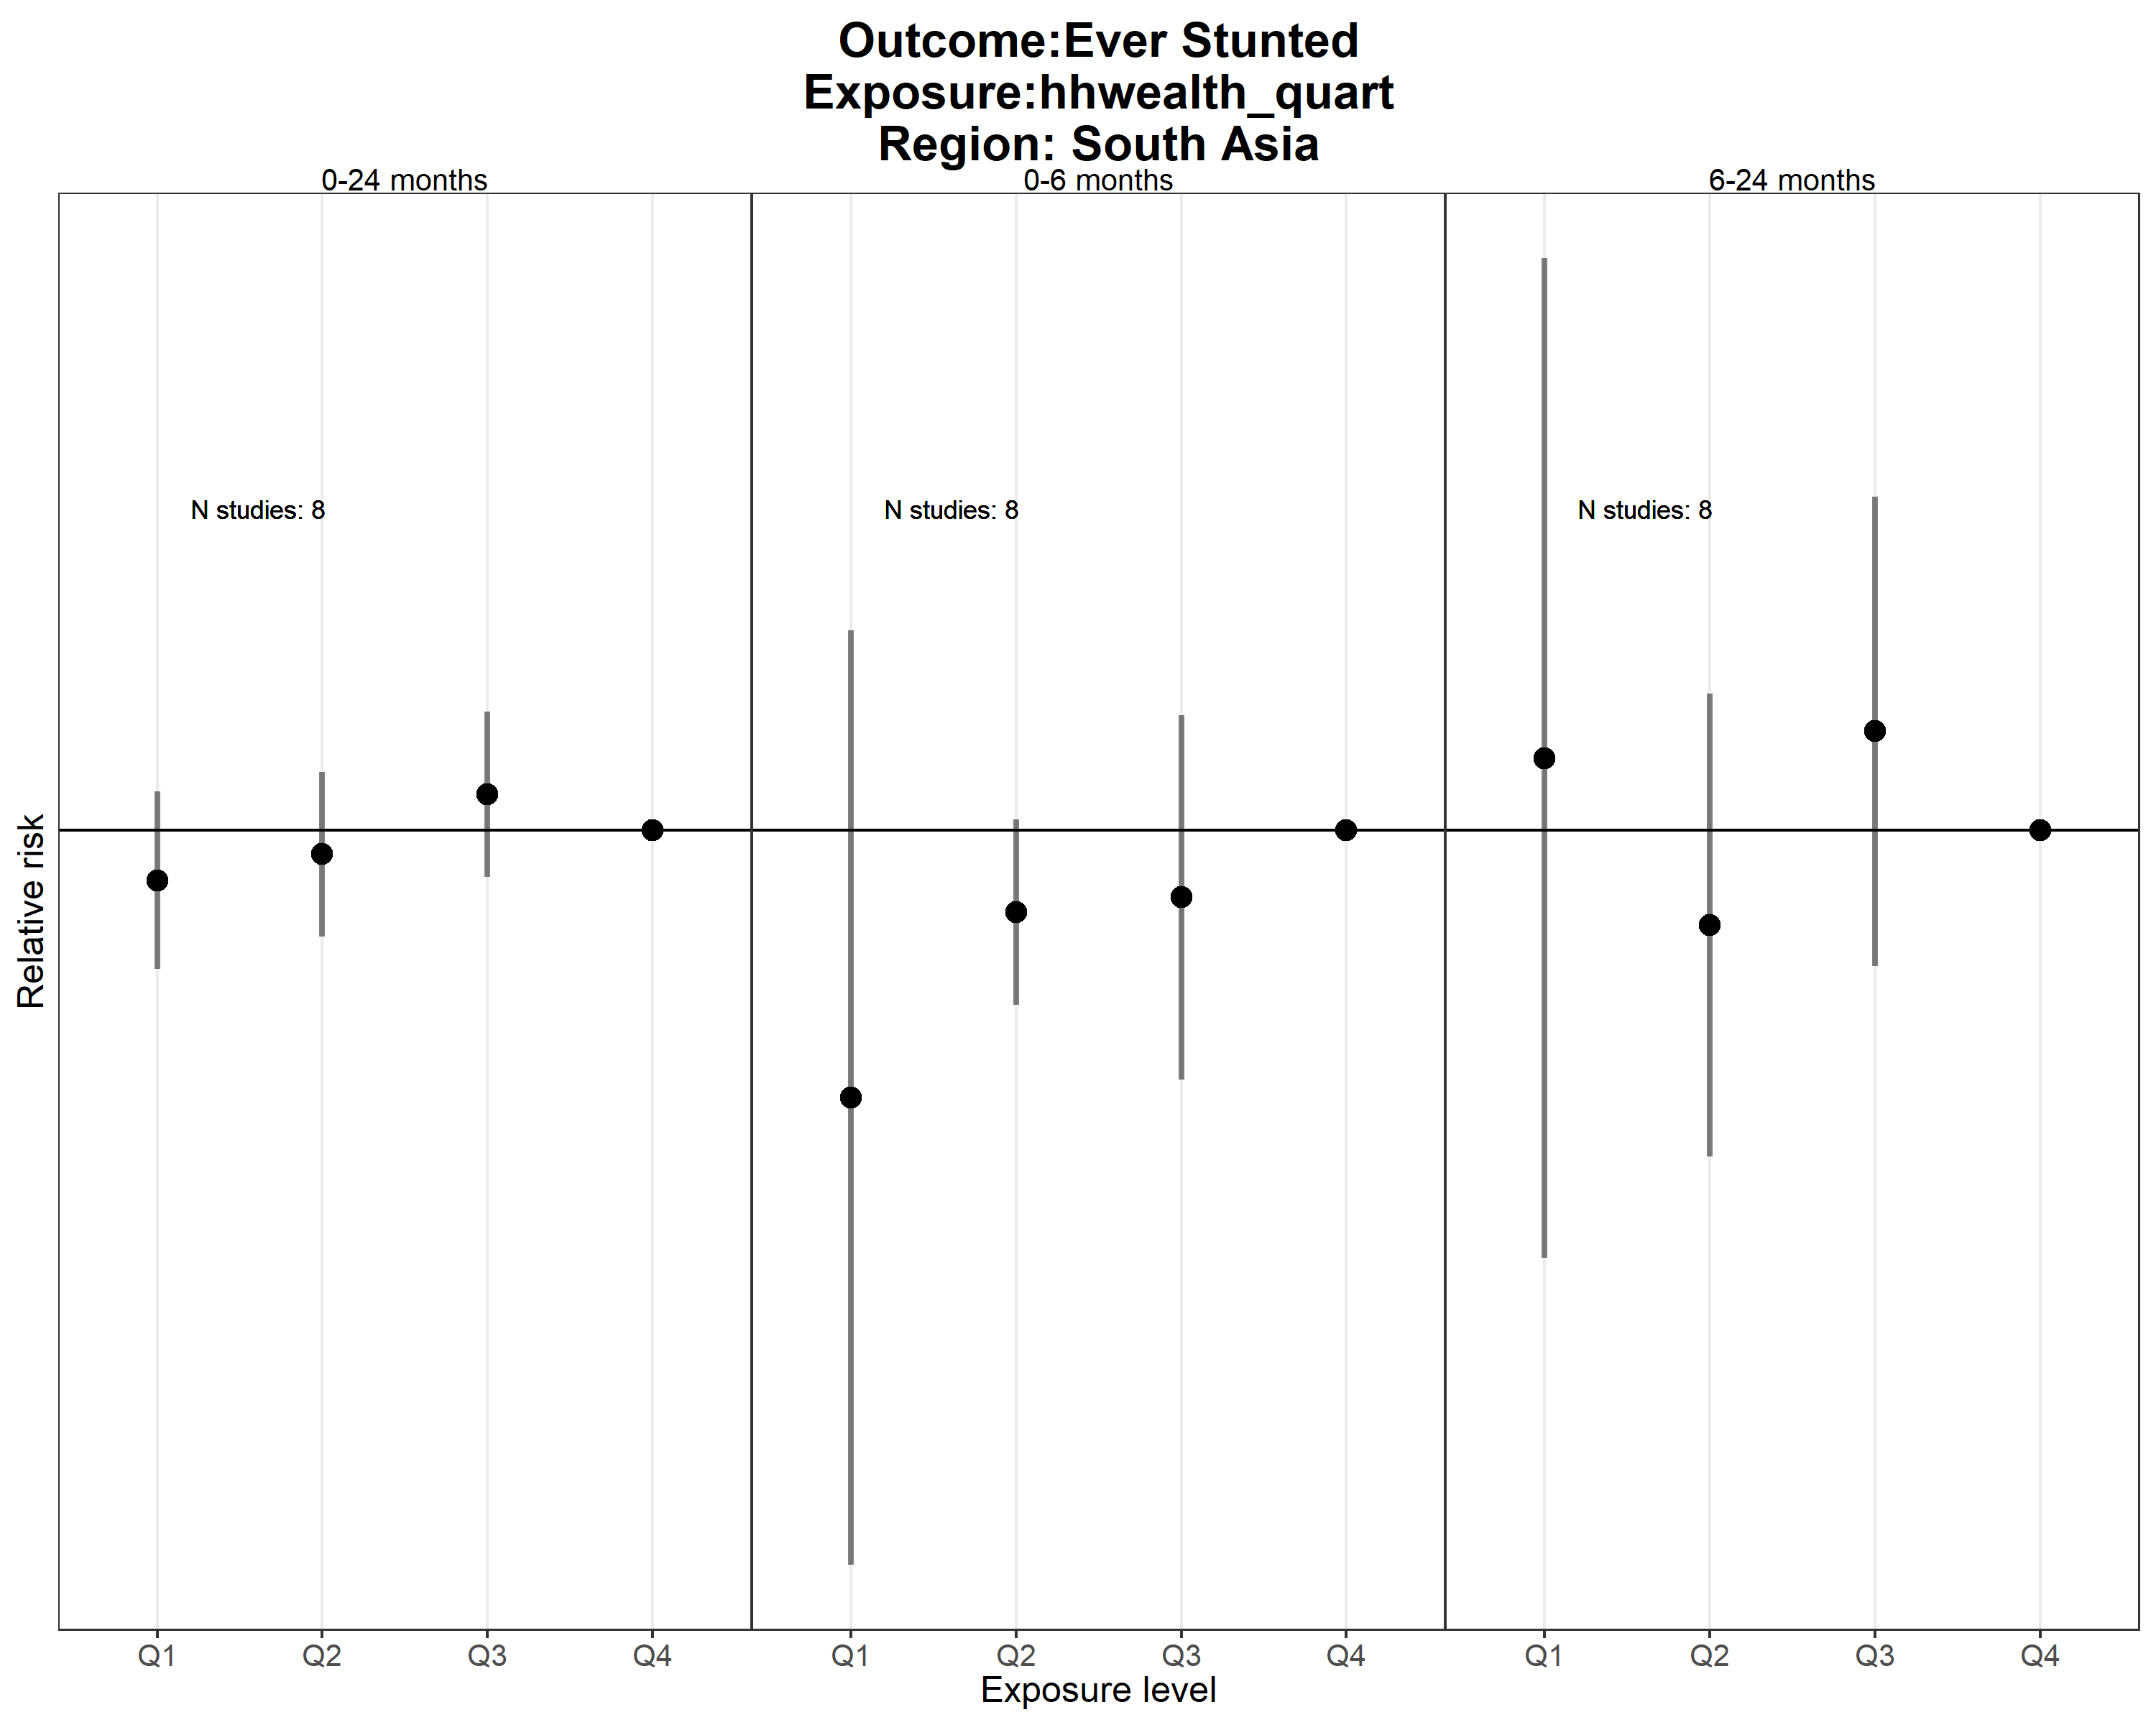 Outcome:Ever Stunted
Exposure:hhwealth_quart
Region: South Asia
0-24 months
0-6 months
6-24 months
N studies: 8
N studies: 8
N studies: 8
Relative risk
Q1
Q2
Q3
Q4
Q1
Q2
Q3
Q4
Q1
Q2
Q3
Q4
Exposure level